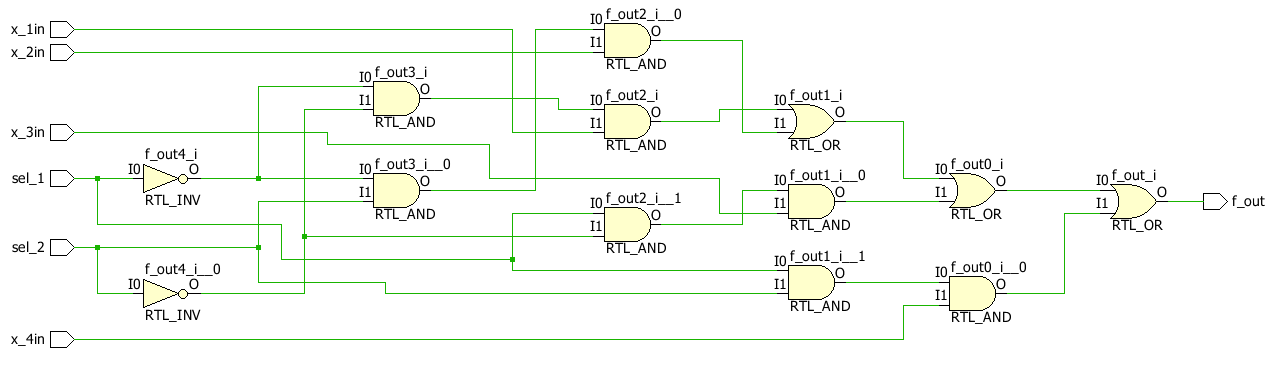 f_out2_i__0
x_1in
I0
O
x_2in
I1
RTL_AND
f_out3_i
I0
O
I1
RTL_AND
f_out2_i
I0
O
I1
RTL_AND
f_out1_i
I0
O
I1
RTL_OR
x_3in
f_out4_i
sel_1
I0
O
RTL_INV
f_out3_i__0
I0
O
I1
RTL_AND
f_out1_i__0
I0
O
I1
RTL_AND
f_out0_i
I0
O
I1
RTL_OR
f_out_i
I0
O
I1
RTL_OR
f_out
f_out2_i__1
I0
O
I1
RTL_AND
sel_2
f_out4_i__0
I0
O
RTL_INV
f_out1_i__1
I0
O
I1
RTL_AND
f_out0_i__0
I0
O
I1
RTL_AND
x_4in